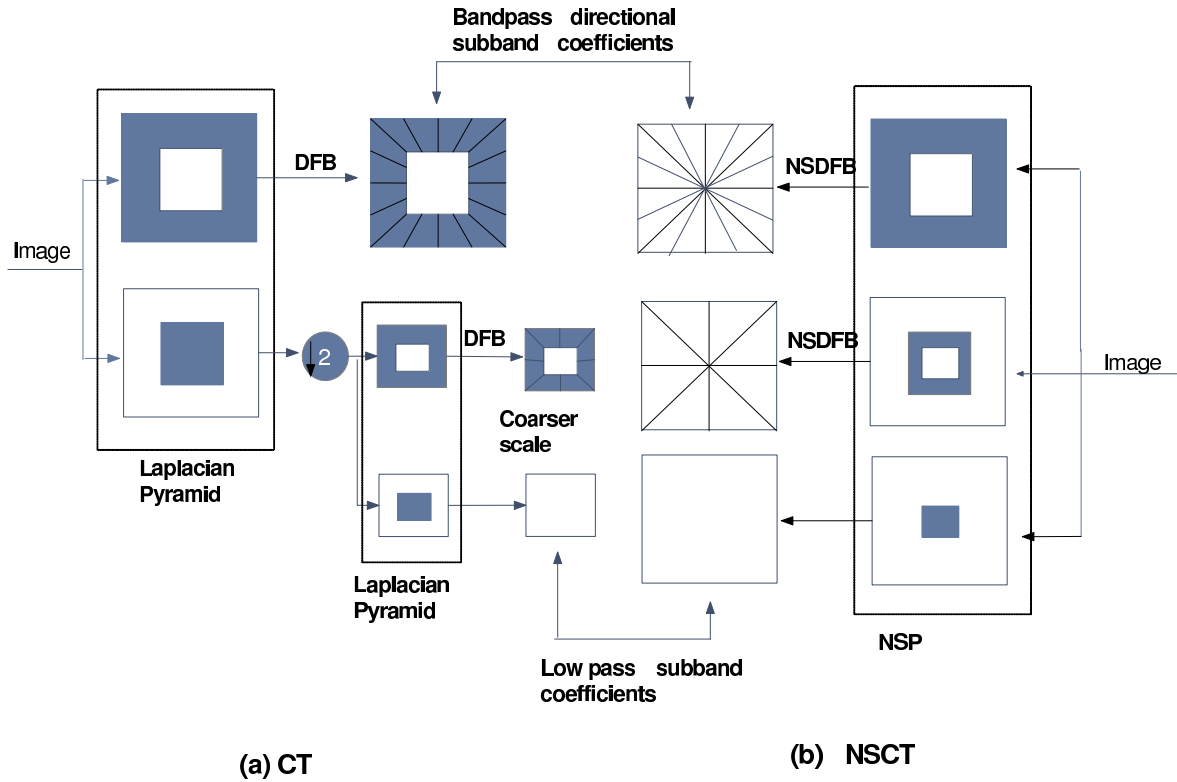 Bandpass directional
subband coefficients
DFB
NSDFB
Image
2
DFB
NSDFB
Image
Coarser
scale
Laplacian
Pyramid
Laplacian
Pyramid
NSP
Low pass subband
coefficients
(a) CT
(b) NSCT